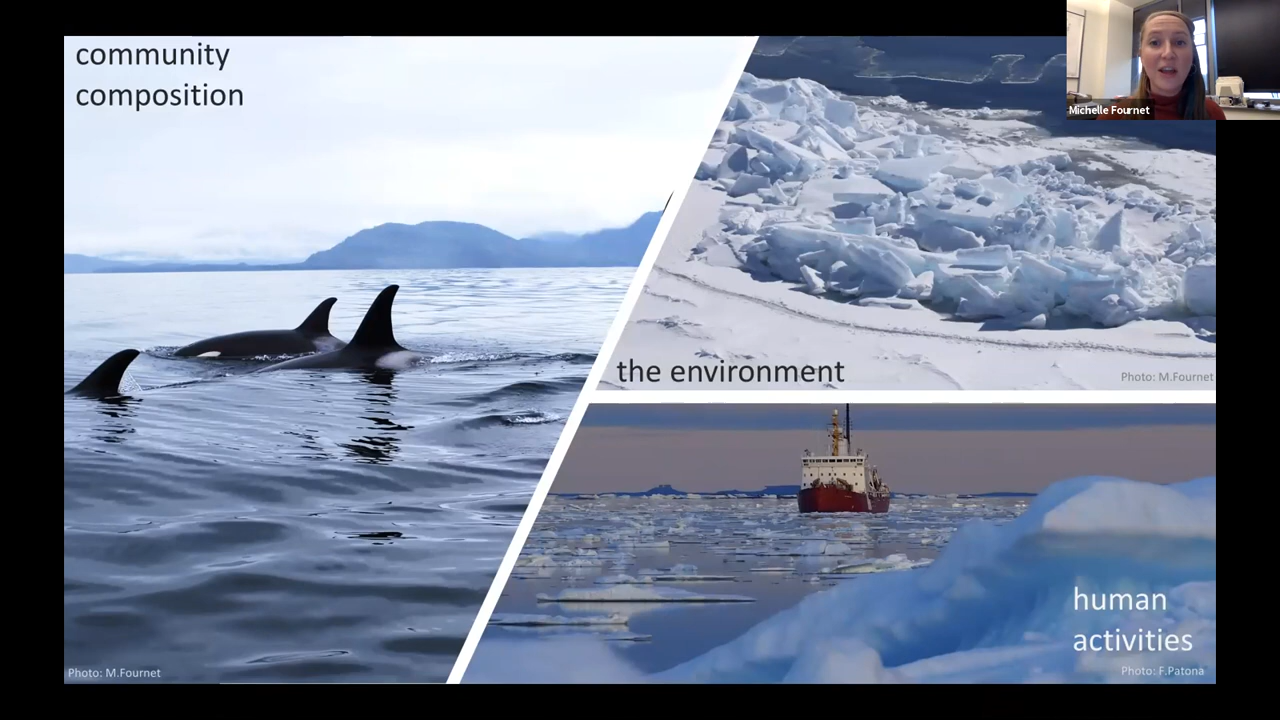 community
composition
Michelle Fournet
the environment
Photo: M.Fournet
human
activities
Photo: M.Fournet
Photo: F.Patona